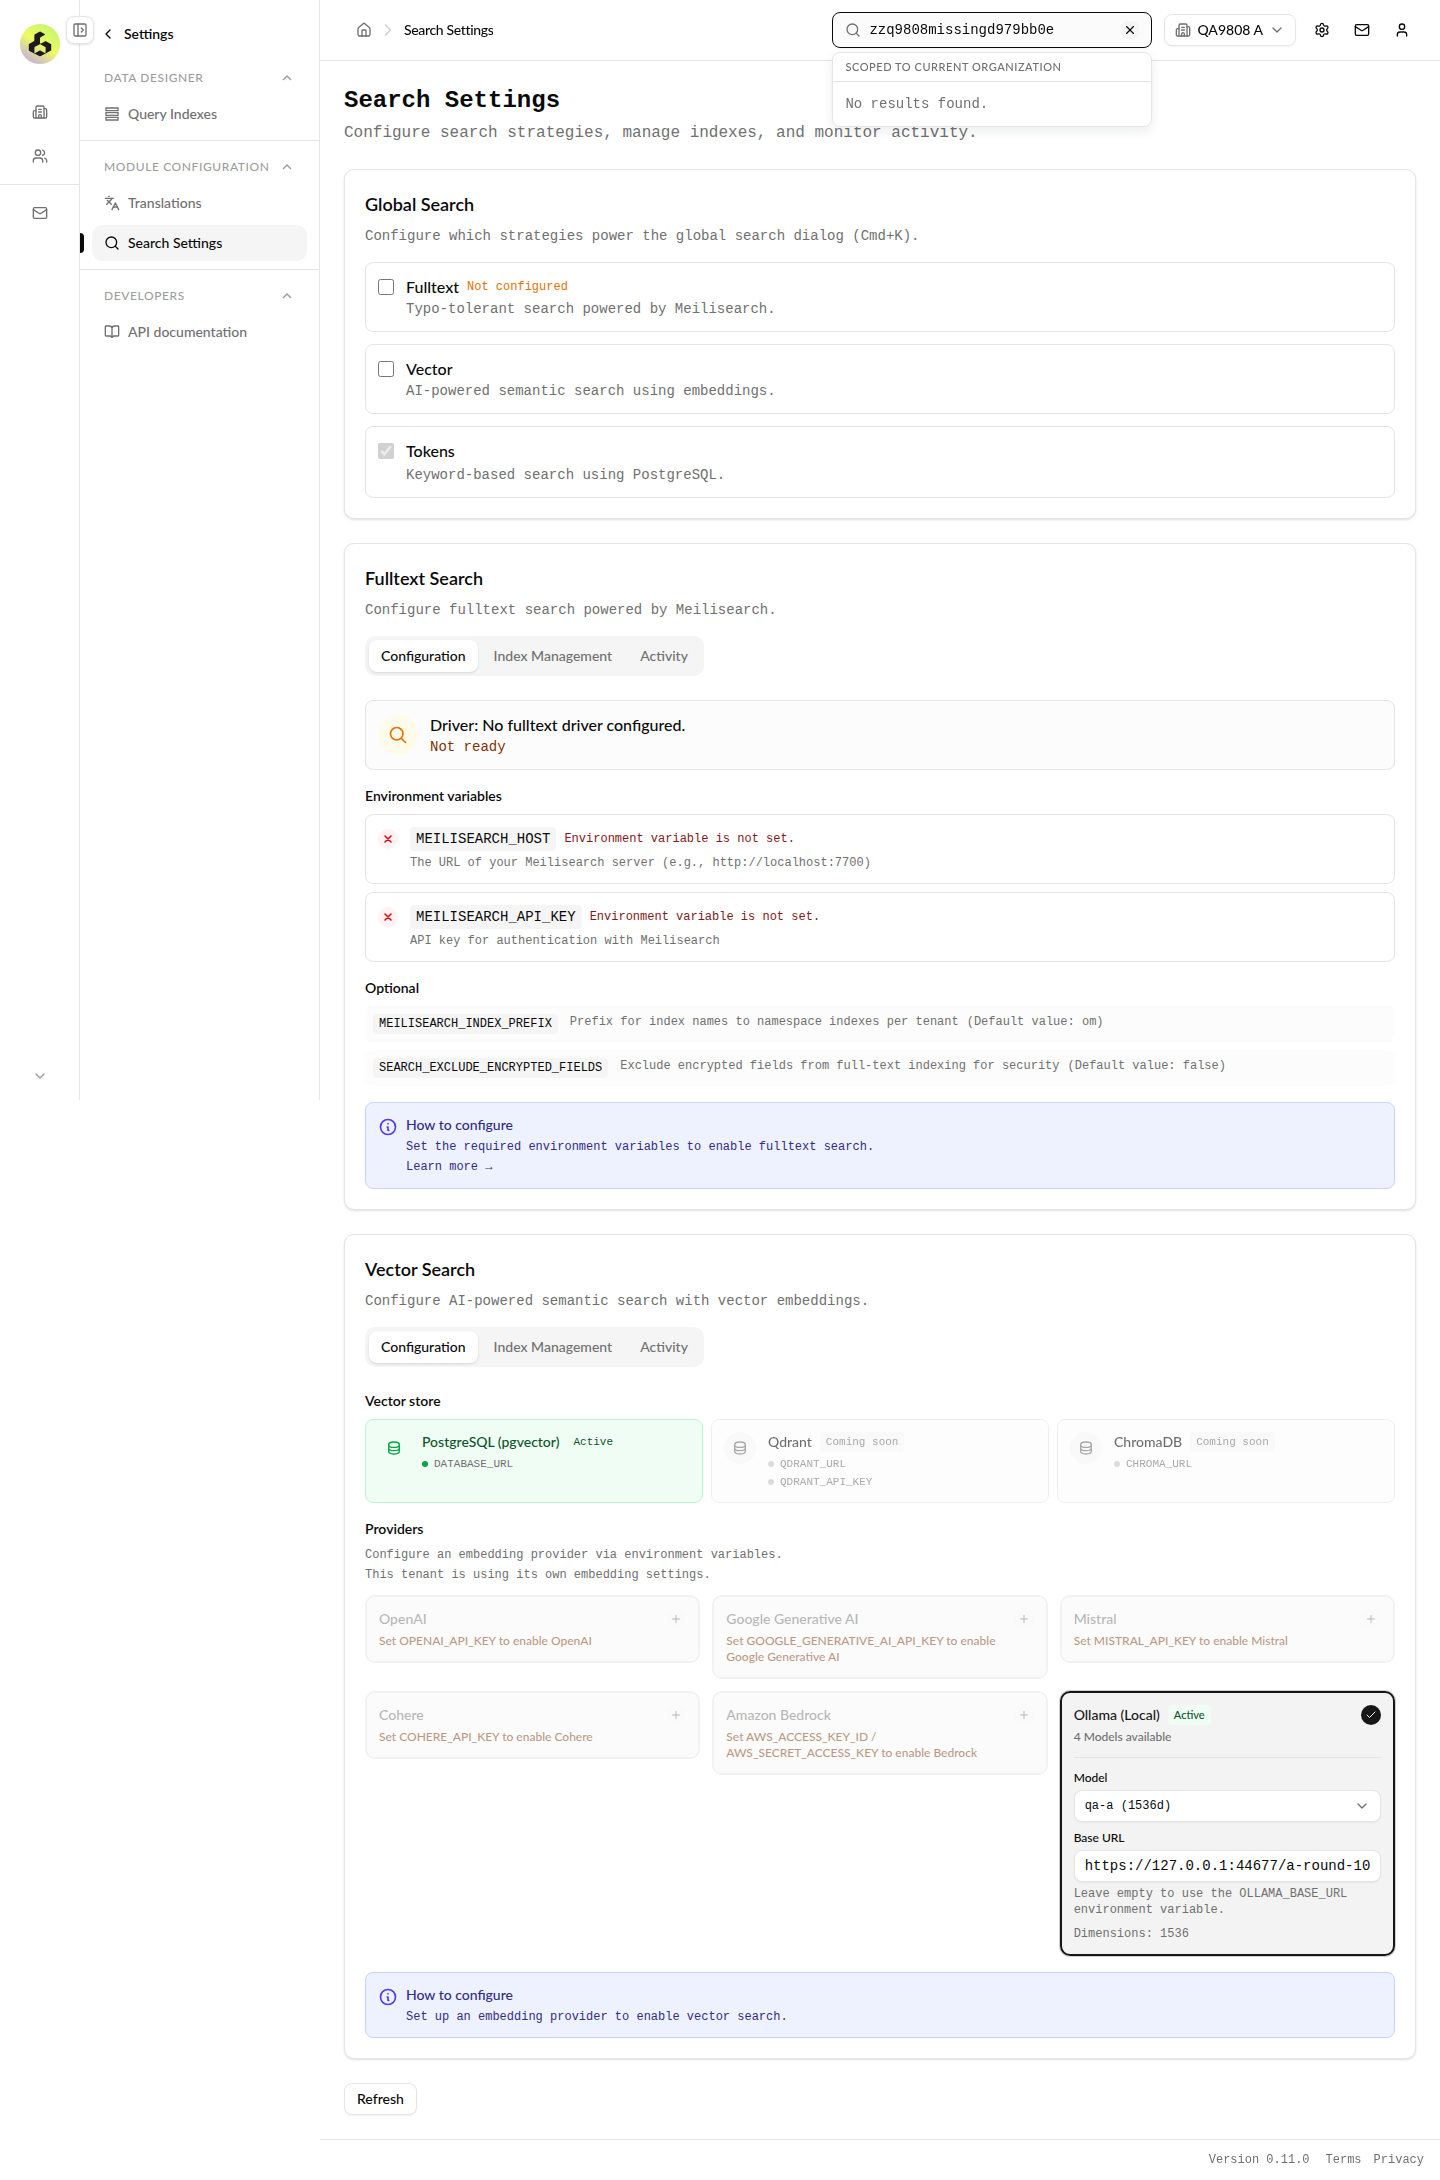 Settings
DATA DESIGNER
Query Indexes
MODULE CONFIGURATION
Translations
Search Settings
DEVELOPERS
API documentation
Search Settings
zzq9808missingd979bb0e
QA9808 A
SCOPED TO CURRENT ORGANIZATION
No results found.
Search Settings
Configure search strategies, manage indexes, and monitor activity.
Global Search
Configure which strategies power the global search dialog (Cmd+K).
Fulltext Not configured
Typo-tolerant search powered by Meilisearch.
Vector
AI-powered semantic search using embeddings.
Tokens
Keyword-based search using PostgreSQL.
Fulltext Search
Configure fulltext search powered by Meilisearch.
Configuration Index Management Activity
Driver: No fulltext driver configured.
Not ready
Environment variables
MEILISEARCH_HOST Environment variable is not set.
The URL of your Meilisearch server (e.g., http://localhost:7700)
MEILISEARCH_API_KEY Environment variable is not set.
API key for authentication with Meilisearch
Optional
MEILISEARCH_INDEX_PREFIX Prefix for index names to namespace indexes per tenant (Default value: om)
SEARCH_EXCLUDE_ENCRYPTED_FIELDS Exclude encrypted fields from full-text indexing for security (Default value: false)
How to configure
Set the required environment variables to enable fulltext search.
Learn more →
Vector Search
Configure AI-powered semantic search with vector embeddings.
Configuration Index Management Activity
Vector store
PostgreSQL (pgvector) Active
DATABASE_URL
Qdrant Coming soon
QDRANT_URL
QDRANT_API_KEY
ChromaDB Coming soon
CHROMA_URL
Providers
Configure an embedding provider via environment variables.
This tenant is using its own embedding settings.
OpenAI
Set OPENAI_API_KEY to enable OpenAI
Google Generative AI
Set GOOGLE_GENERATIVE_AI_API_KEY to enable
Google Generative AI
Mistral
Set MISTRAL_API_KEY to enable Mistral
Cohere
Set COHERE_API_KEY to enable Cohere
Amazon Bedrock
Set AWS_ACCESS_KEY_ID /
AWS_SECRET_ACCESS_KEY to enable Bedrock
Ollama (Local) Active
4 Models available
Model
qa-a (1536d)
Base URL
https://127.0.0.1:44677/a-round-10
Leave empty to use the OLLAMA_BASE_URL
environment variable.
Dimensions: 1536
How to configure
Set up an embedding provider to enable vector search.
Refresh
Version 0.11.0 Terms Privacy